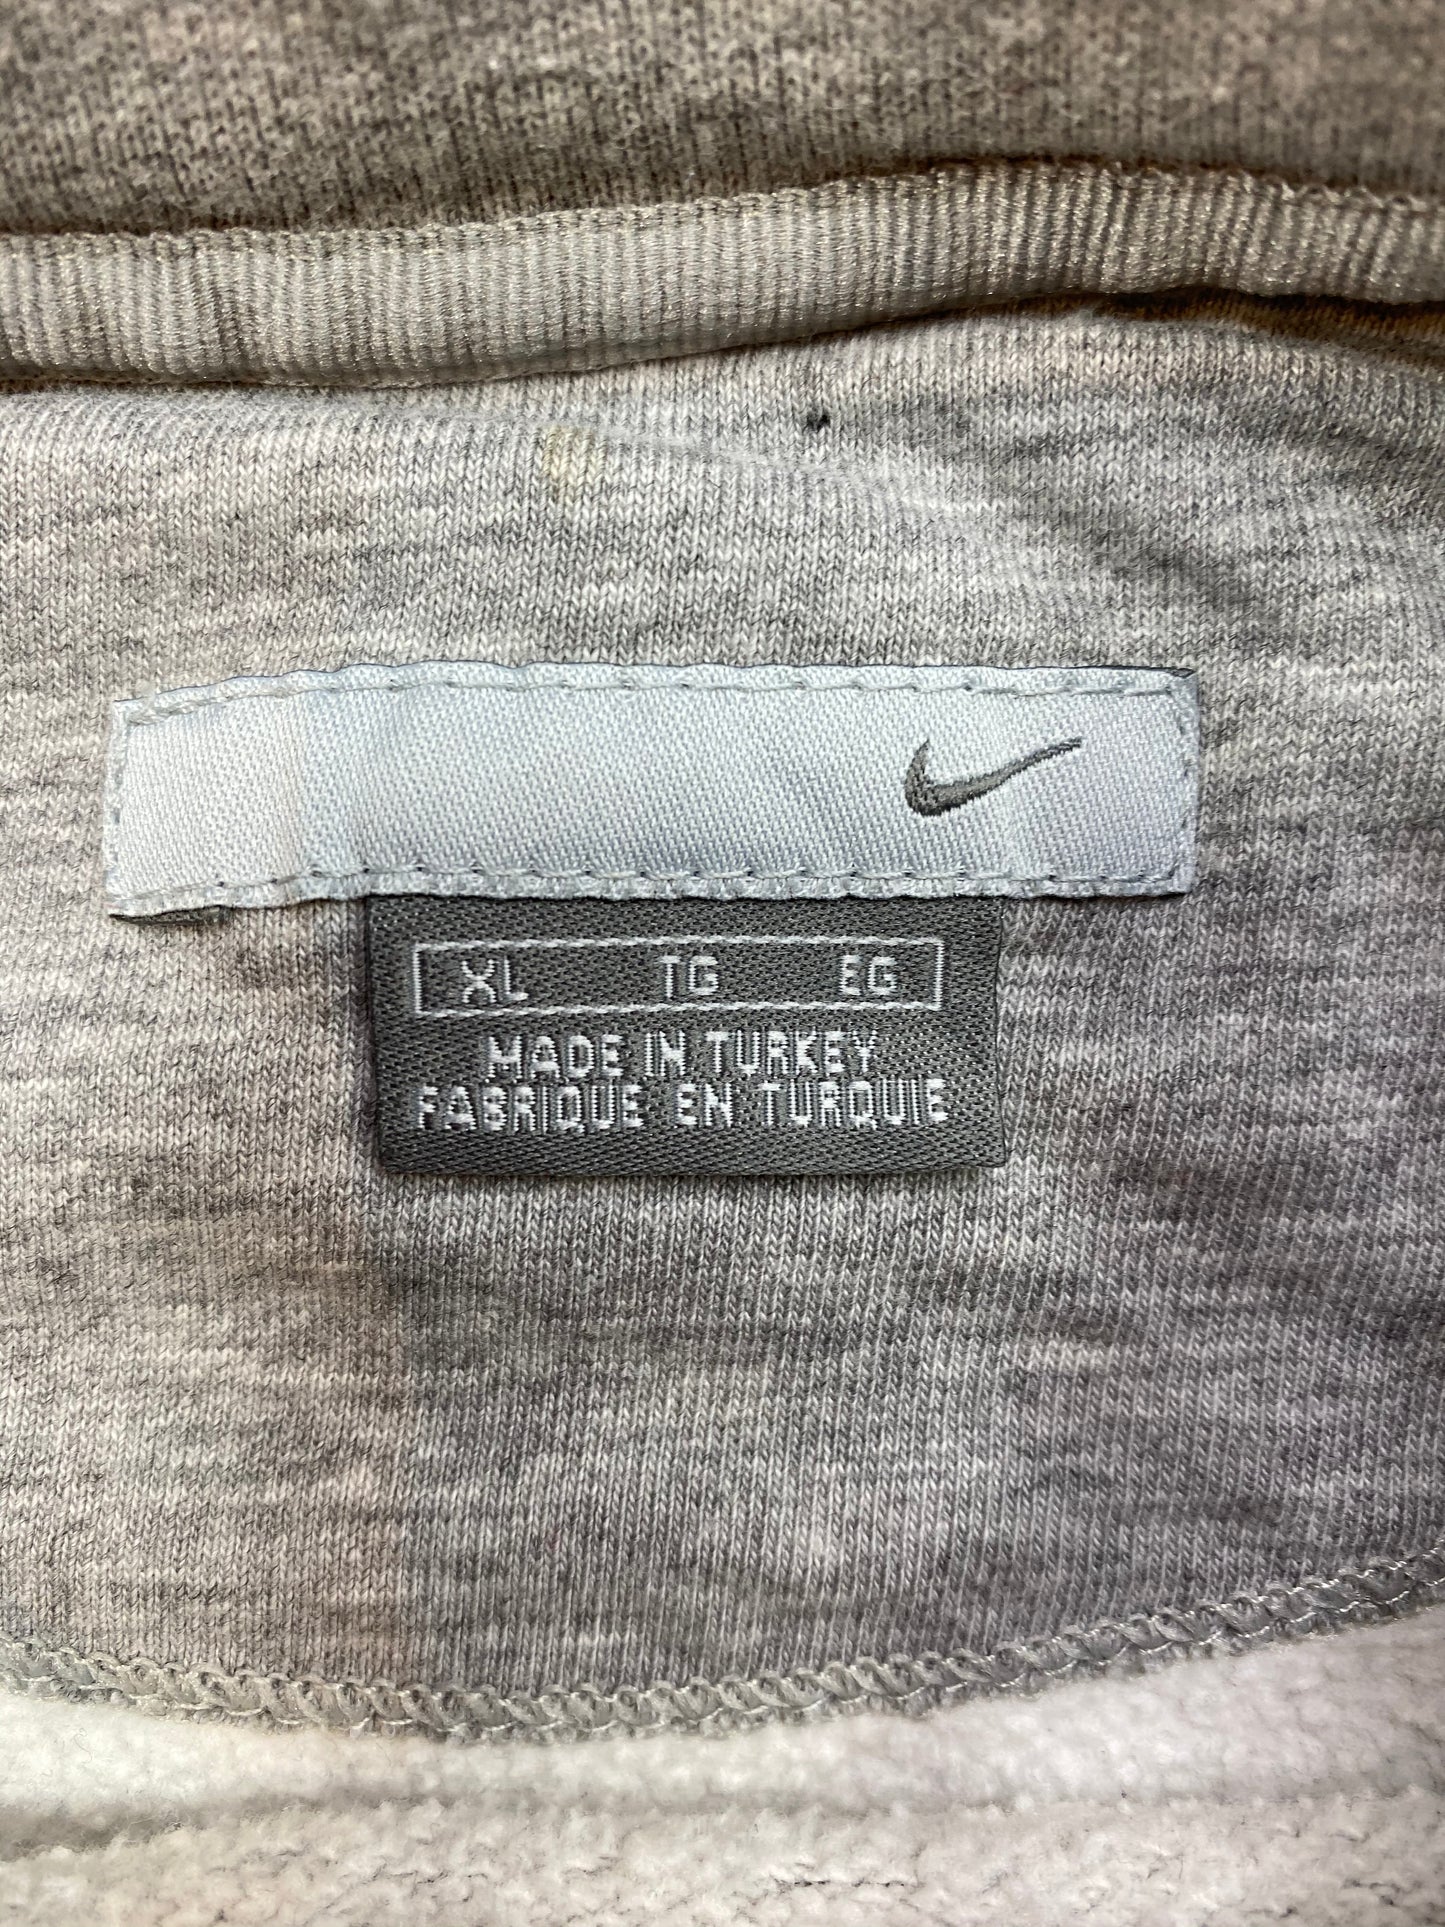 XL TG EG
MADE IN TURKEY
FABRIQUE EN TURQUIE